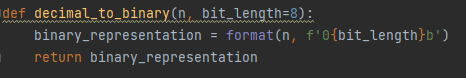 def decimal_to_binary(n, bit_length=8):
    binary_representation = format(n, f'0{bit_length}b')
    return binary_representation